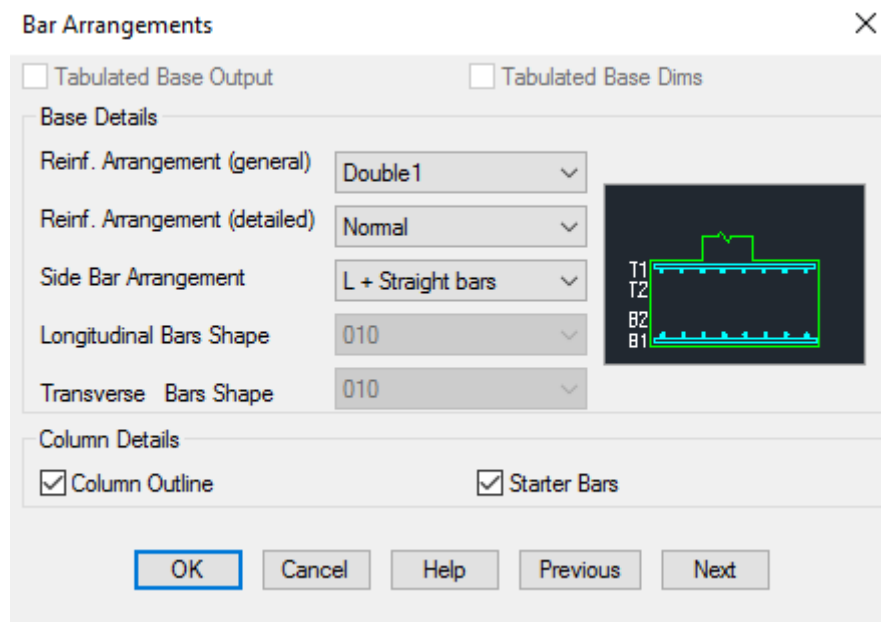 Bar Arrangements
Tabulated Base Output Tabulated Base Dims
Base Details
Reinf. Arrangement (general) Double1
Reinf. Arrangement (detailed) Normal
Side Bar Arrangement L + Straight bars
Longitudinal Bars Shape 010
Transverse Bars Shape 010
T1
T2
B2
B1
Column Details
Column Outline Starter Bars
OK Cancel Help Previous Next